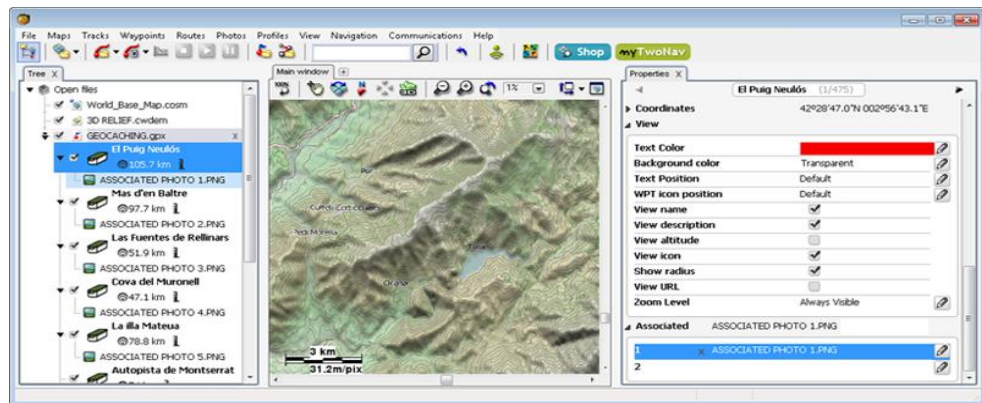 File Maps Tracks Waypoints Routes Photos Profiles View Navigation Communications Help
Shop
myTwoNav
Tree X
Open files
World_Base_Map.cosm
3D RELIEF.cwdem
GEOCACHING.gpx X
El Puig Neulós
105.7 km
ASSOCIATED PHOTO 1.PNG
Mas d'en Baltre
97.7 km
ASSOCIATED PHOTO 2.PNG
Las Fuentes de Rellinars
51.9 km
ASSOCIATED PHOTO 3.PNG
Cova del Muronell
47.1 km
ASSOCIATED PHOTO 4.PNG
La illa Mateua
78.8 km
ASSOCIATED PHOTO 5.PNG
Autopista de Montserrat
Main window
1%
3 km
31.2m/pix
Properties X
El Puig Neulós (1/475)
Coordinates 42º28'47.0"N 002º56'43.1"E
View
Text Color
Background color Transparent
Text Position Default
WPT icon position Default
View name
View description
View altitude
View icon
Show radius
View URL
Zoom Level Always Visible
Associated ASSOCIATED PHOTO 1.PNG
1 x ASSOCIATED PHOTO 1.PNG
2